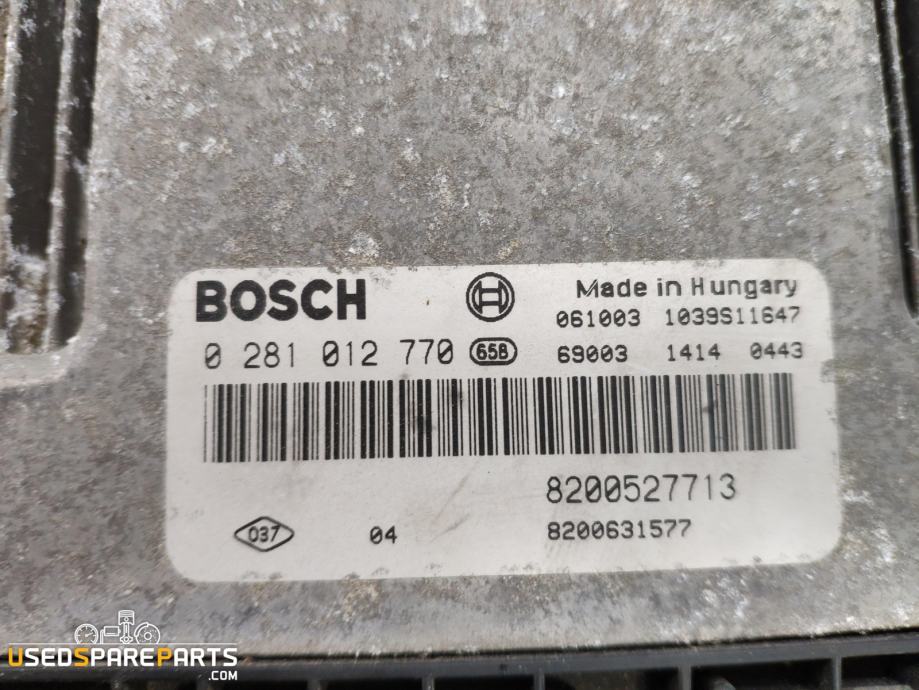 BOSCH
Made in Hungary
061003 1039S11647
0 281 012 770 65B
69003 1414 0443
8200527713
037 04
8200631577
USEDSPAREPARTS
.COM